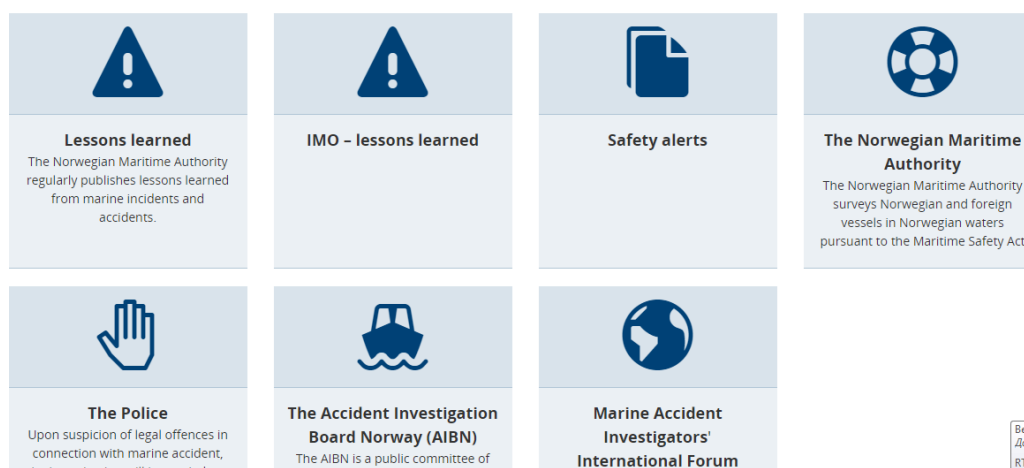 Lessons learned
The Norwegian Maritime Authority
regularly publishes lessons learned
from marine incidents and
accidents.
IMO – lessons learned
Safety alerts
The Norwegian Maritime
Authority
The Norwegian Maritime Authority
surveys Norwegian and foreign
vessels in Norwegian waters
pursuant to the Maritime Safety Act
The Police
Upon suspicion of legal offences in
connection with marine accident,
The Accident Investigation
Board Norway (AIBN)
The AIBN is a public committee of
Marine Accident
Investigators'
International Forum